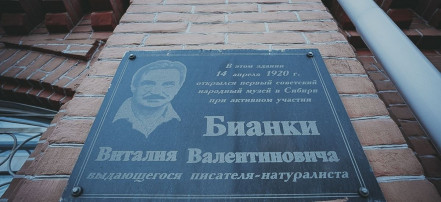 В этом здании
14 апреля 1920 г.
открылся первый советский
народный музей в Сибири
при активном участии
Бианки
Виталия Валентиновича
выдающегося писателя-натуралиста